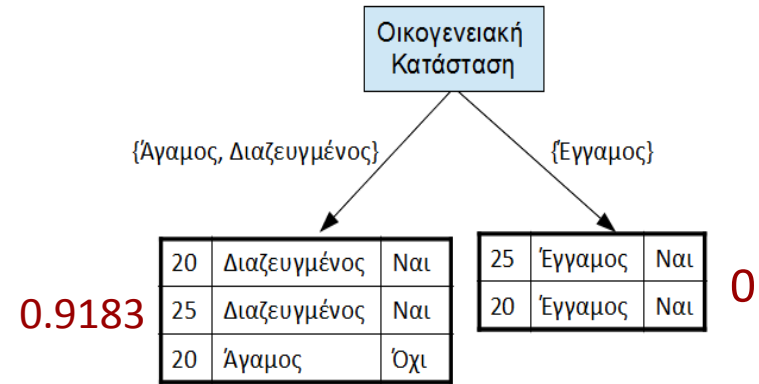 Οικογενειακή
Κατάσταση
{Άγαμος, Διαζευγμένος}
{Έγγαμος}
20 Διαζευγμένος Ναι
25 Διαζευγμένος Ναι
20 Άγαμος Όχι
0.9183
25 Έγγαμος Ναι
20 Έγγαμος Ναι
0